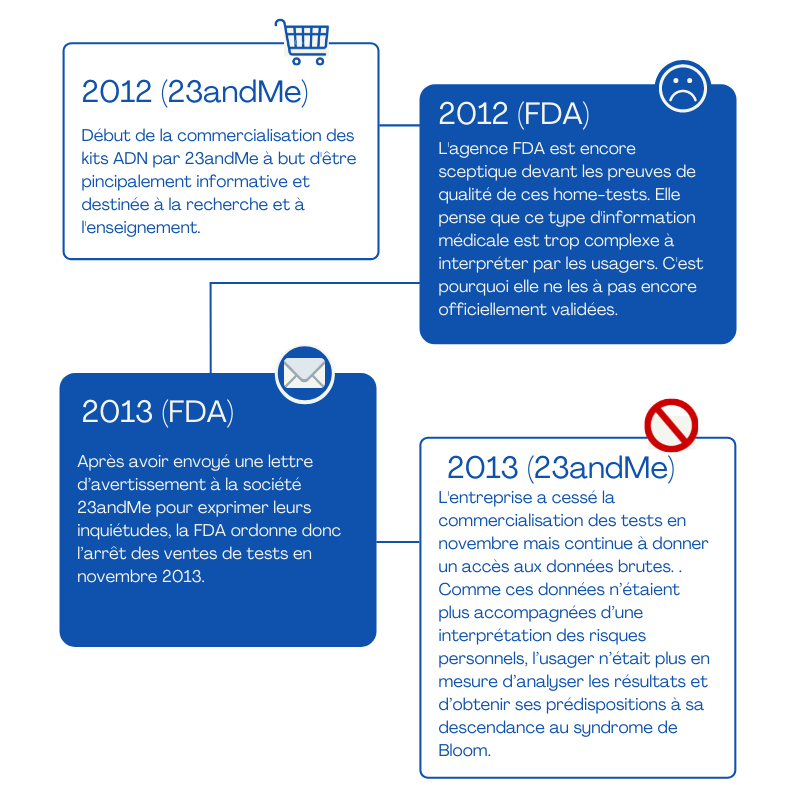 2012 (23andMe)
Début de la commercialisation des
kits ADN par 23andMe à but d'être
pincipalement informative et
destinée à la recherche et à
l'enseignement.
2012 (FDA)
L'agence FDA est encore
sceptique devant les preuves de
qualité de ces home-tests. Elle
pense que ce type d'information
médicale est trop complexe à
interpréter par les usagers. C'est
pourquoi elle ne les à pas encore
officiellement validées.
2013 (FDA)
Après avoir envoyé une lettre
d’avertissement à la société
23andMe pour exprimer leurs
inquiétudes, la FDA ordonne donc
l’arrêt des ventes de tests en
novembre 2013.
2013 (23andMe)
L'entreprise a cessé la
commercialisation des tests en
novembre mais continue à donner
un accès aux données brutes. .
Comme ces données n’étaient
plus accompagnées d’une
interprétation des risques
personnels, l’usager n’était plus en
mesure d’analyser les résultats et
d’obtenir ses prédispositions à sa
descendance au syndrome de
Bloom.